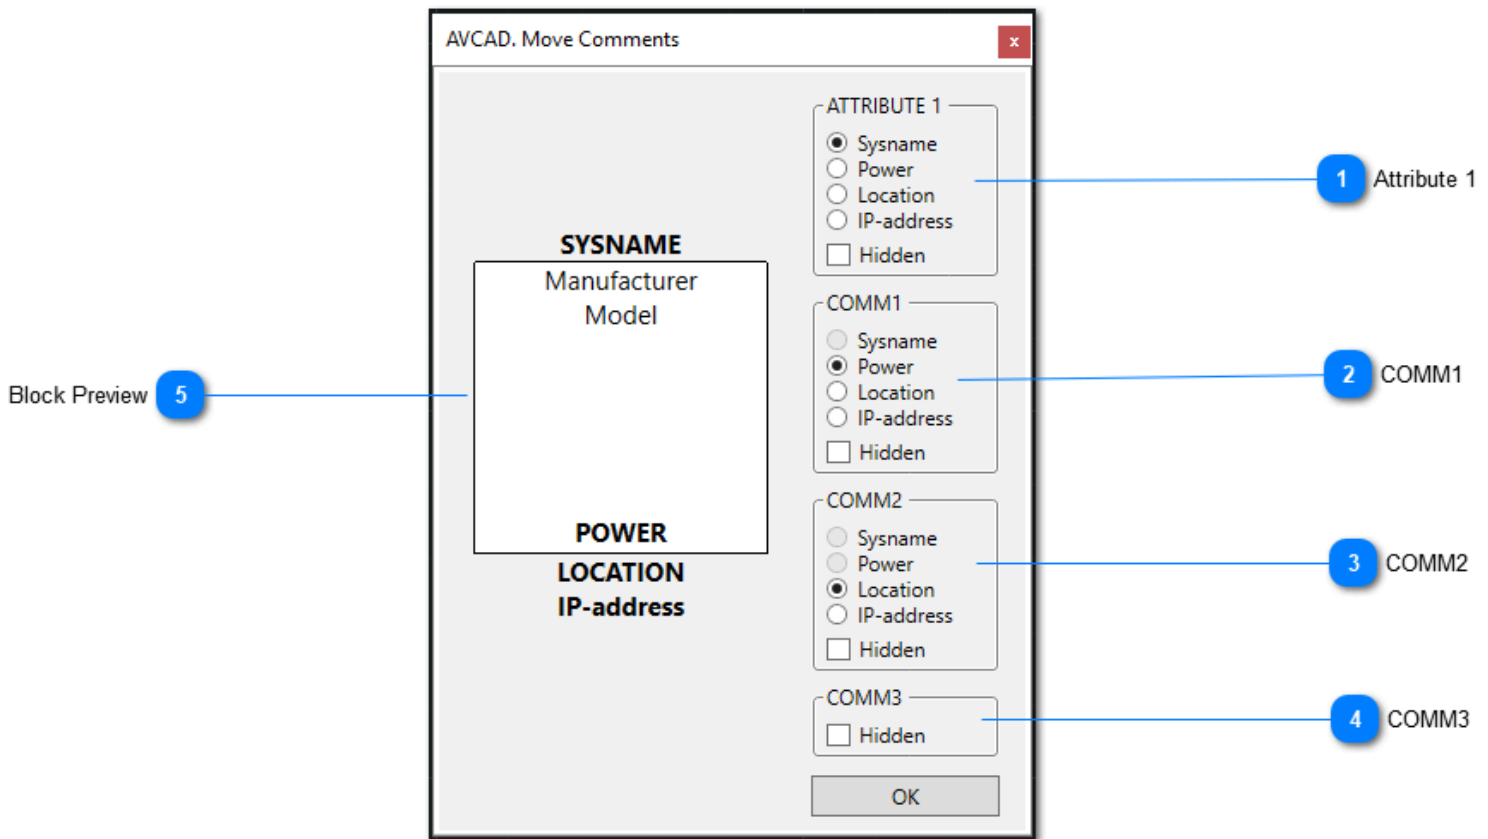 AVCAD. Move Comments
x
ATTRIBUTE 1
Sysname
Power
Location
IP-address
Hidden
1 Attribute 1
SYSNAME
Manufacturer
Model
POWER
LOCATION
IP-address
COMM1
Sysname
Power
Location
IP-address
Hidden
2 COMM1
Block Preview 5
COMM2
Sysname
Power
Location
IP-address
Hidden
3 COMM2
COMM3
Hidden
4 COMM3
OK